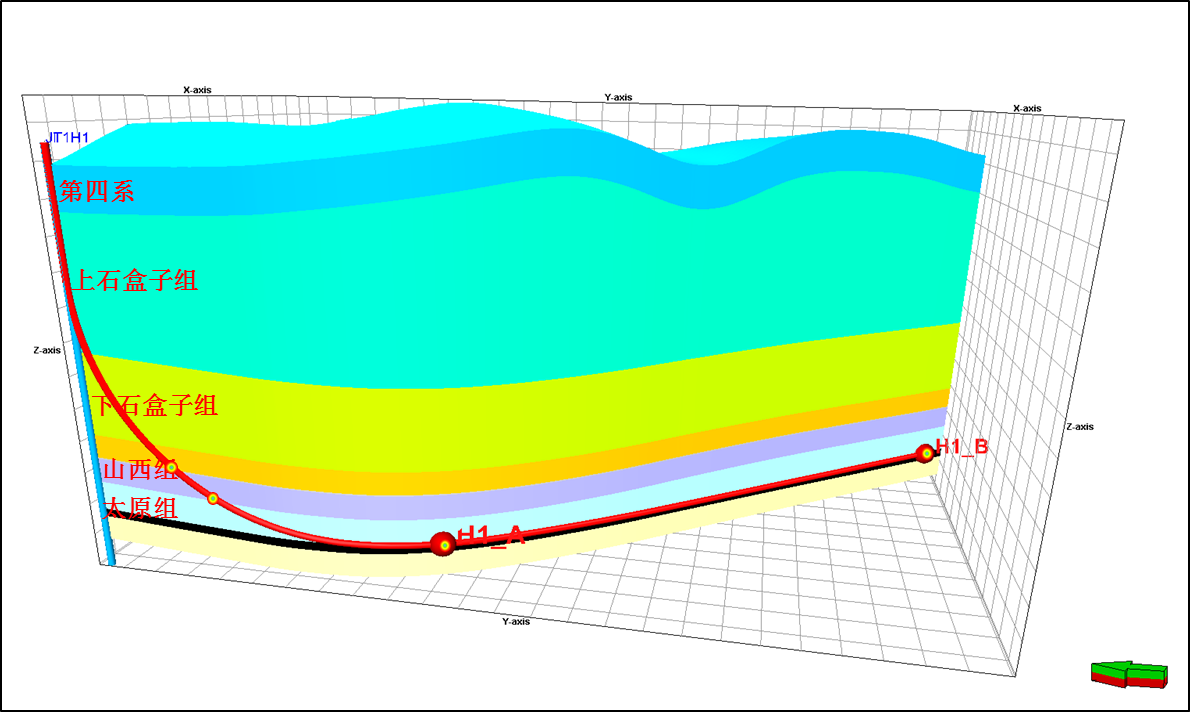 X-axis
Y-axis
X-axis
JT1H1
第四系
上石盒子组
Z-axis
下石盒子组
Z-axis
H1_B
山西组
太原组
H1_A
Y-axis